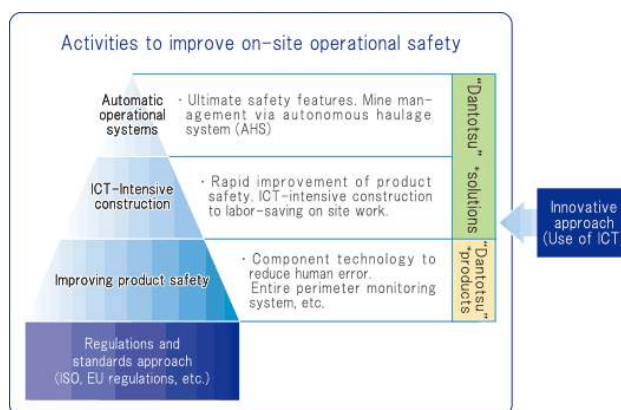 Activities to improve on-site operational safety
Automatic
operational
systems
・Ultimate safety features. Mine man-
agement via autonomous haulage
system (AHS)
ICT-Intensive
construction
・Rapid improvement of product
safety. ICT-intensive construction
to labor-saving on site work.
Improving product safety
・Component technology to
reduce human error.
Entire perimeter monitoring
system, etc.
Regulations and
standards approach
(ISO, EU regulations, etc.)
"Dantotsu" *solutions
"Dantotsu"
*products
Innovative
approach
(Use of ICT)